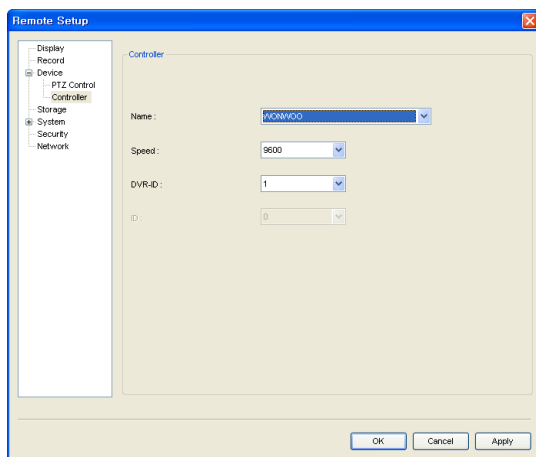 Remote Setup
Display
Record
Device
PTZ Control
Controller
Storage
System
Security
Network
Controller
Name :
WONWOO
Speed :
9600
DVR-ID :
1
ID :
0
OK
Cancel
Apply